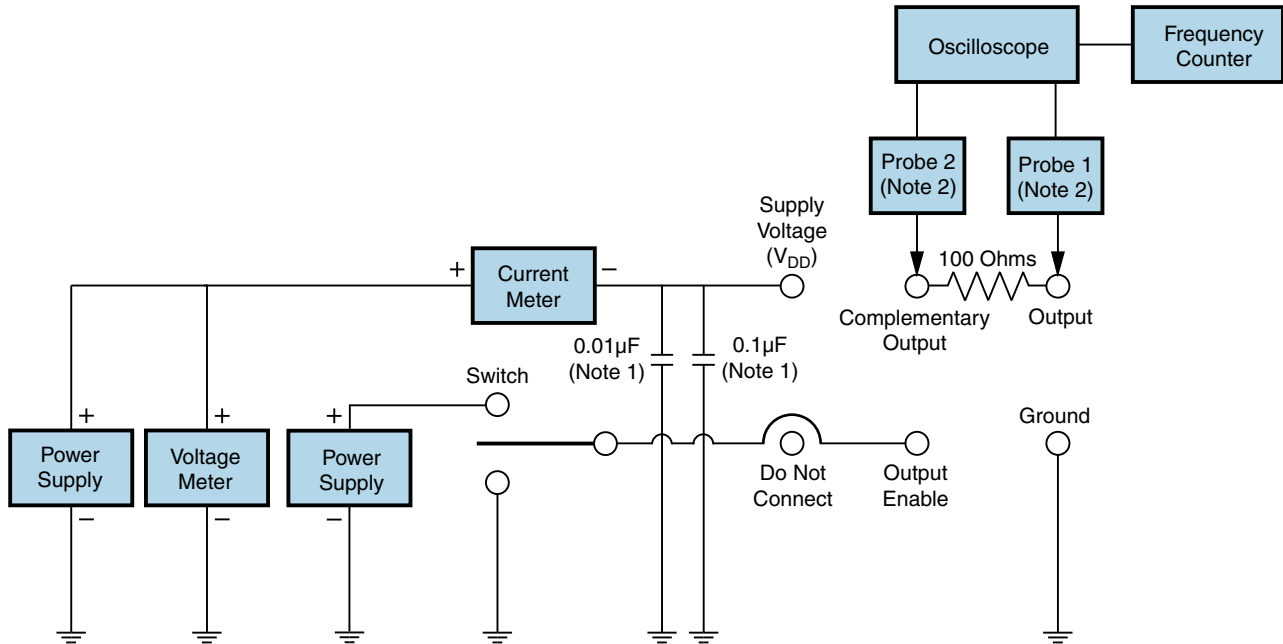 Oscilloscope
Frequency
Counter
Probe 2
(Note 2)
Probe 1
(Note 2)
Supply
Voltage
(VDD)
100 Ohms
+
Current
Meter
−
Complementary
Output
Output
0.01µF
(Note 1)
0.1µF
(Note 1)
Switch
+
Power
Supply
−
+
Voltage
Meter
−
+
Power
Supply
−
Do Not
Connect
Output
Enable
Ground